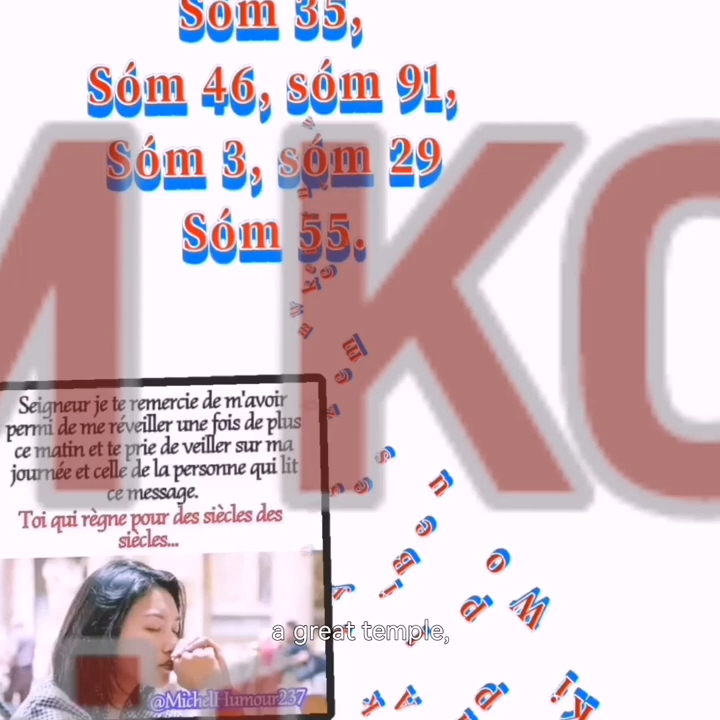 Sóm 35,
Sóm 46, sóm 91,
Sóm 3, sóm 29
Sóm 55.
M KO
Seigneur je te remercie de m'avoir
permi de me réveiller une fois de plus
ce matin et te prie de veiller sur ma
journée et celle de la personne qui lit
ce message.
Toi qui règne pour des siècles des
siècles...
a great temple,
@MichelHumour237